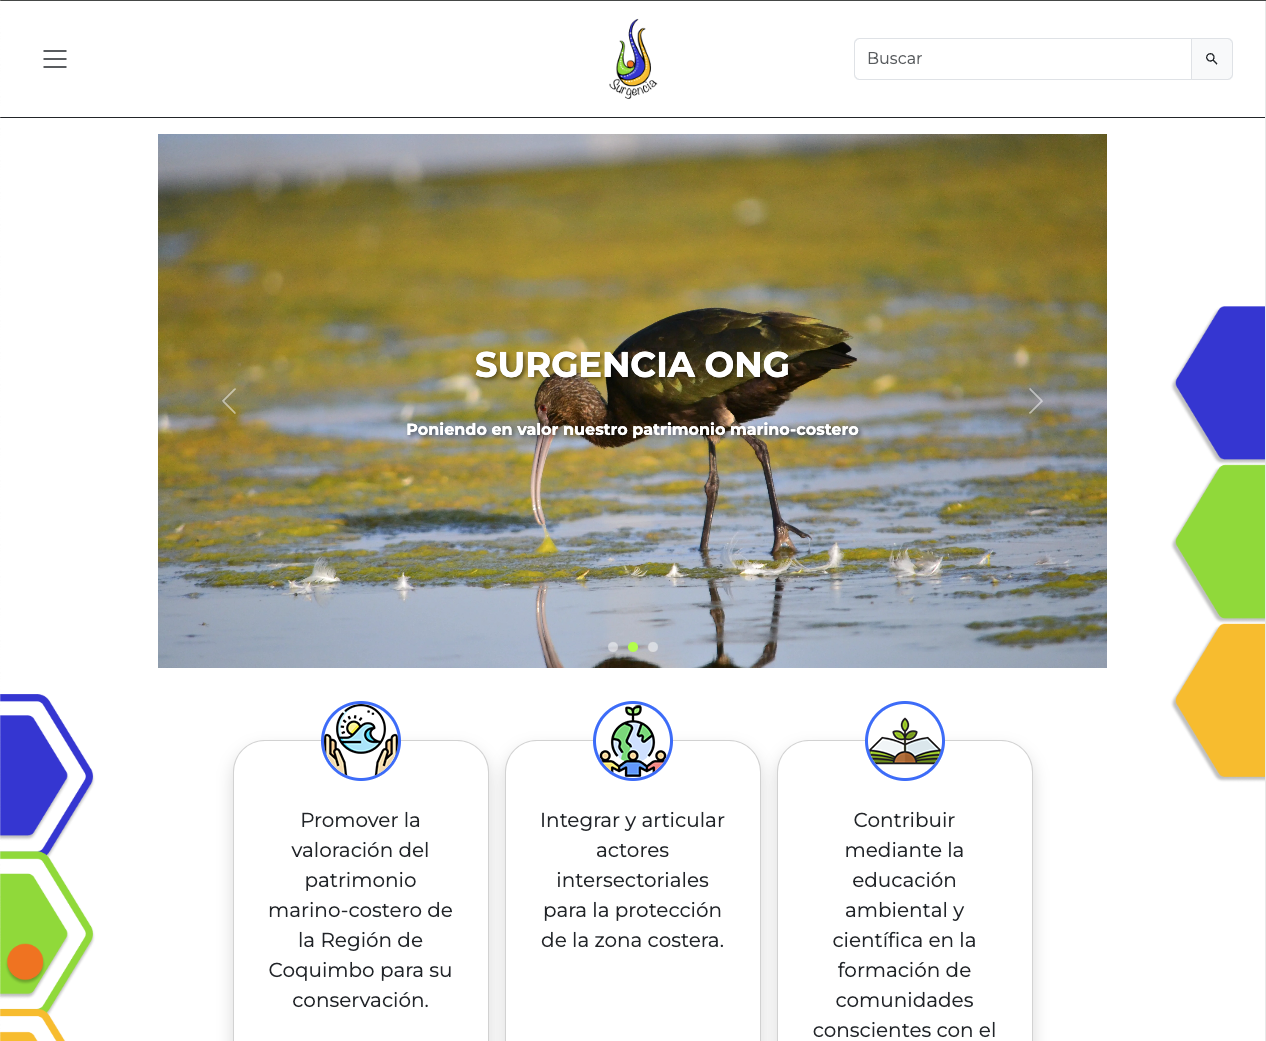 Surgencia
Buscar
SURGENCIA ONG
Poniendo en valor nuestro patrimonio marino-costero
Promover la
valoración del
patrimonio
marino-costero de
la Región de
Coquimbo para su
conservación.
Integrar y articular
actores
intersectoriales
para la protección
de la zona costera.
Contribuir
mediante la
educación
ambiental y
científica en la
formación de
comunidades
conscientes con el